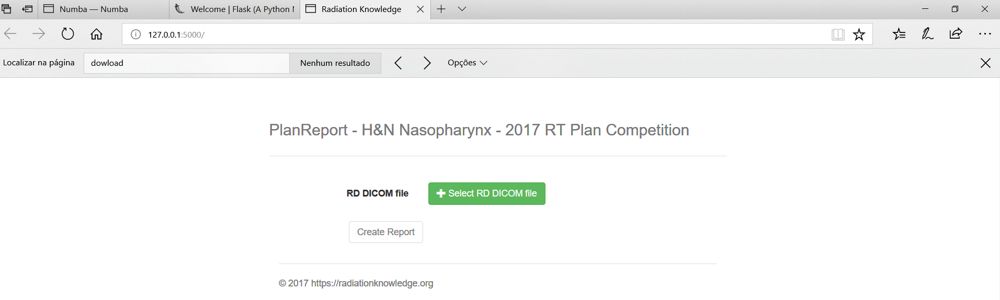 Numba — Numba
Welcome | Flask (A Python
Radiation Knowledge
127.0.0.1:5000/
Localizar na página
dowload
Nenhum resultado
Opções
PlanReport - H&N Nasopharynx - 2017 RT Plan Competition
RD DICOM file
Select RD DICOM file
Create Report
© 2017 https://radiationknowledge.org